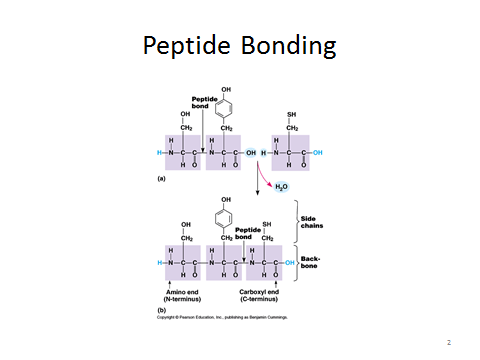 Peptide Bonding
OH
Peptide
bond
OH
SH
CH2
CH2
CH2
H H H
H N C C N C C OH H N C C OH
H O H O H O
(a)
H2O
OH
Side
chains
OH
Peptide
bond
SH
CH2
CH2
CH2
H H H
H N C C N C C N C C OH
Back-
bone
H O H O H O
Amino end
(N-terminus)
Carboxyl end
(C-terminus)
(b)
Copyright © Pearson Education, Inc., publishing as Benjamin Cummings.
2